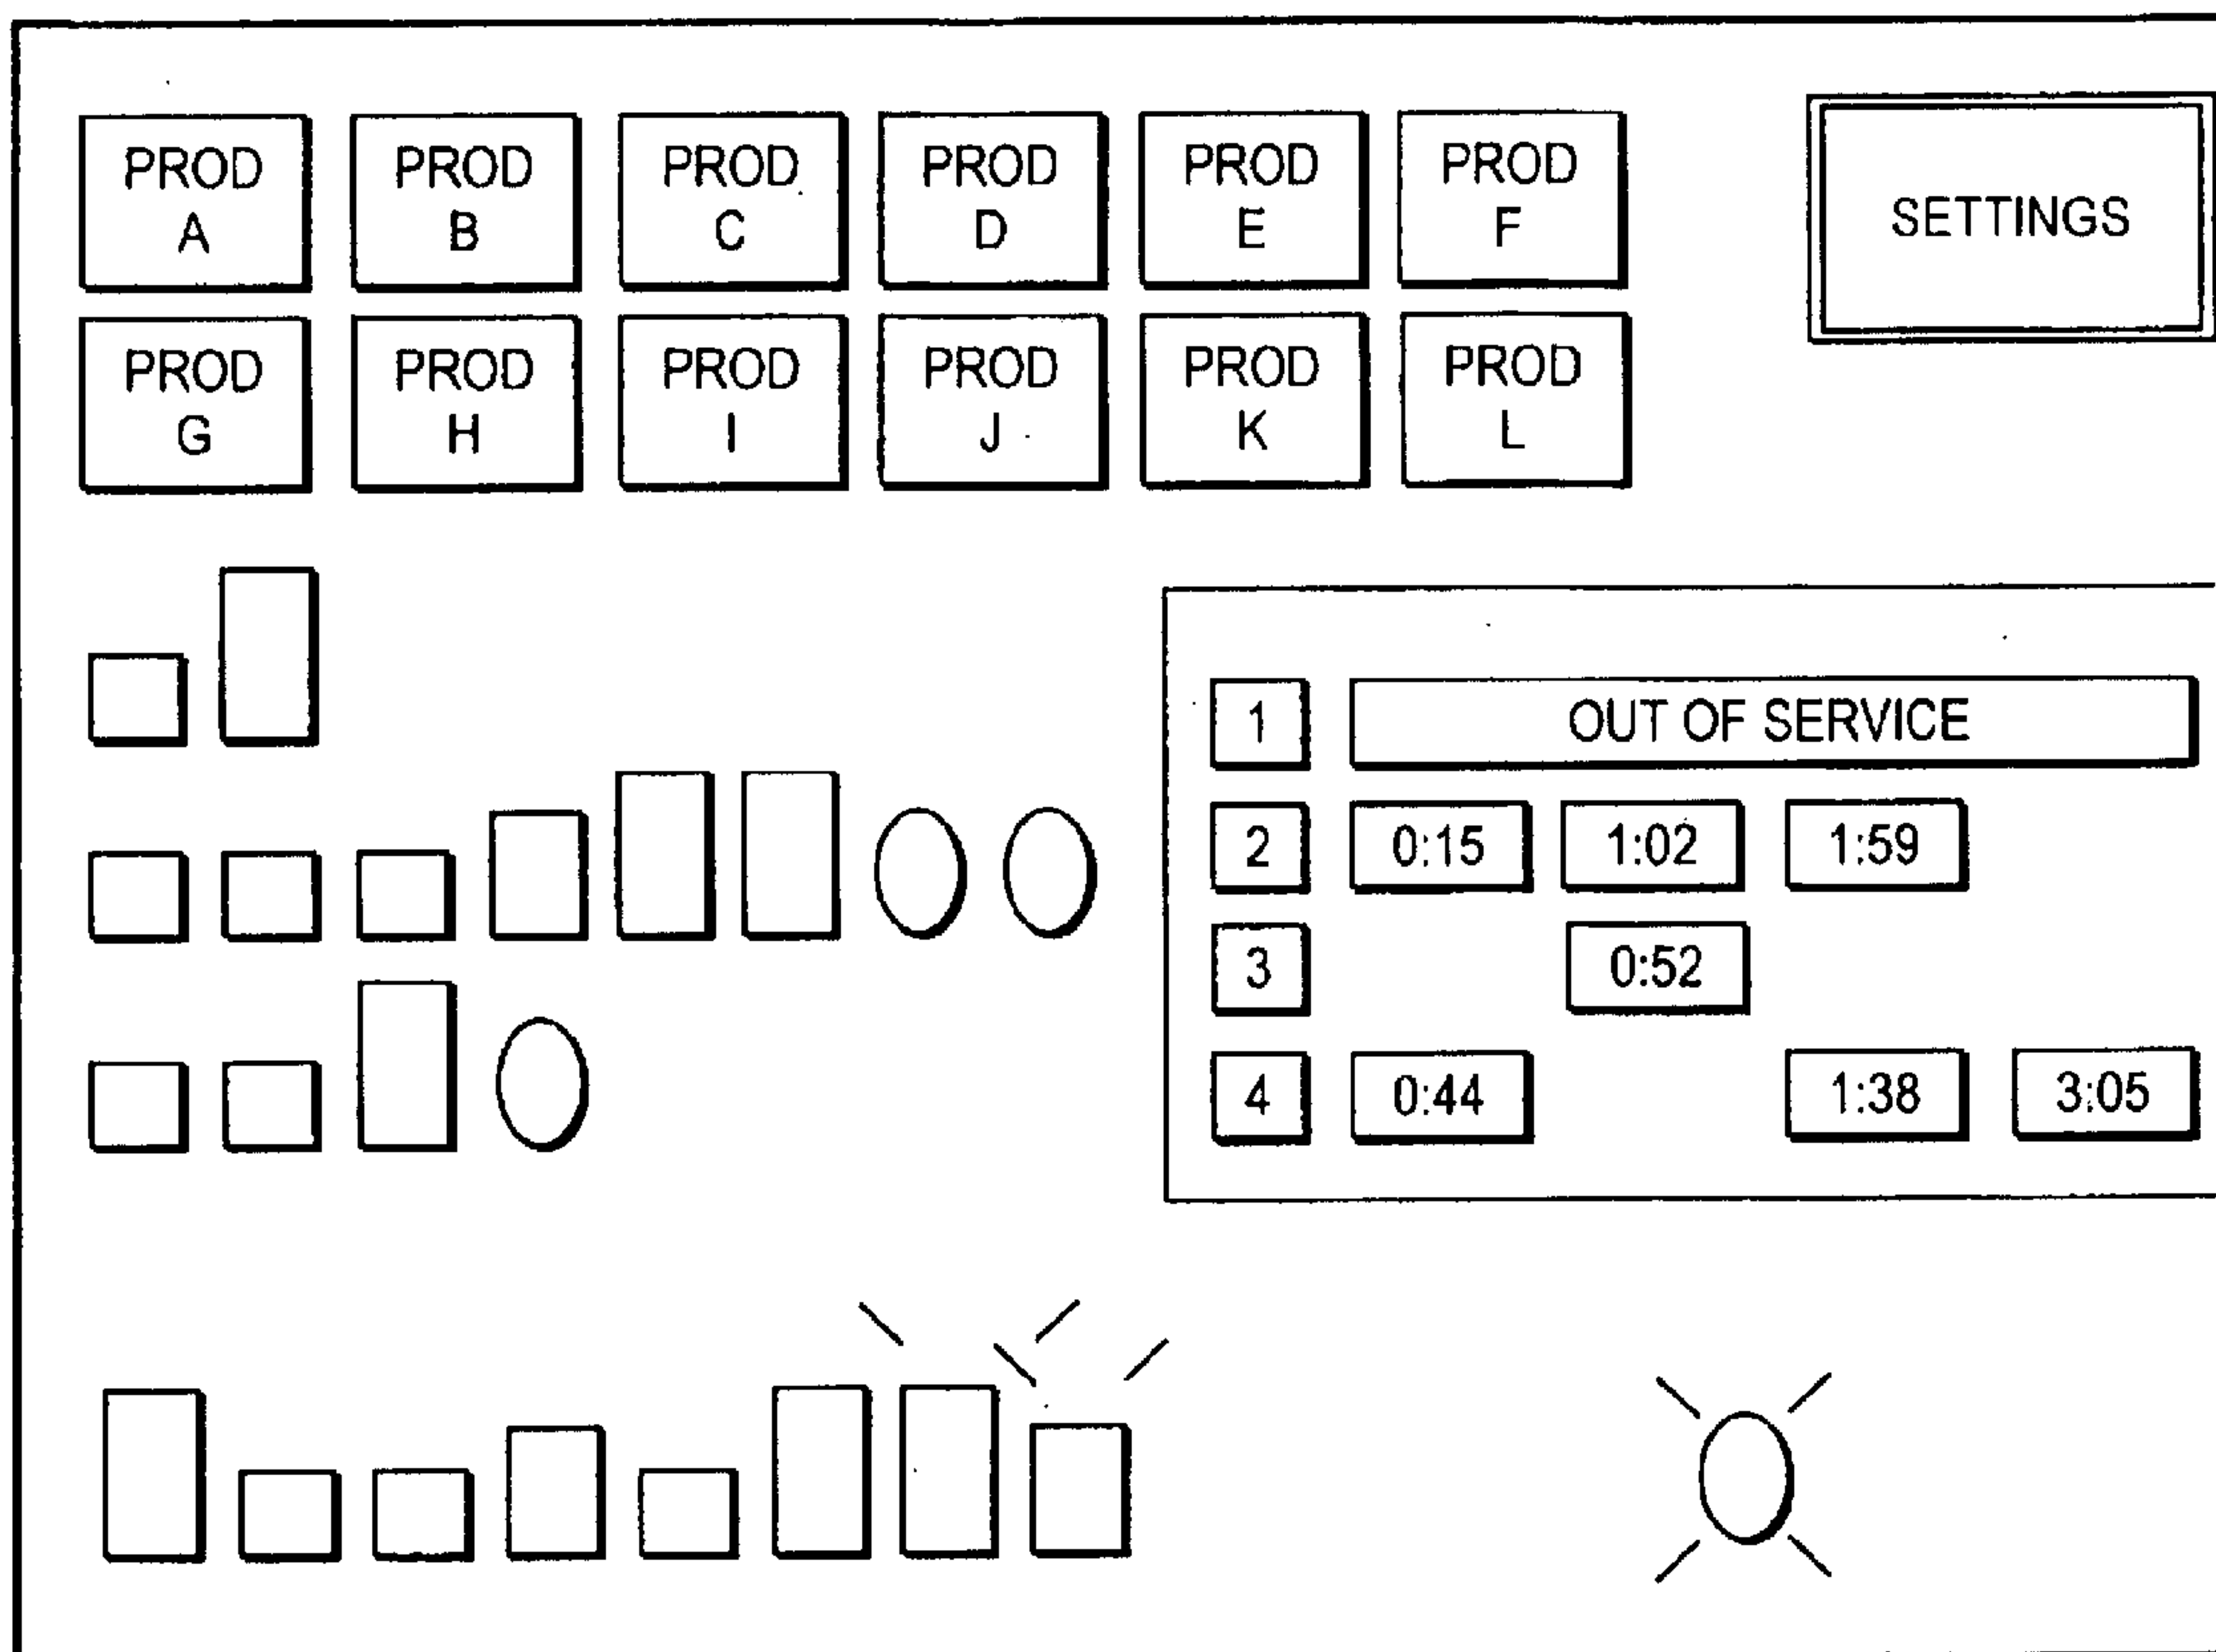 PROD A
PROD B
PROD C
PROD D
PROD E
PROD F
SETTINGS
PROD G
PROD H
PROD I
PROD J
PROD K
PROD L
1 OUT OF SERVICE
2 0:15 1:02 1:59
3 0:52
4 0:44 1:38 3:05